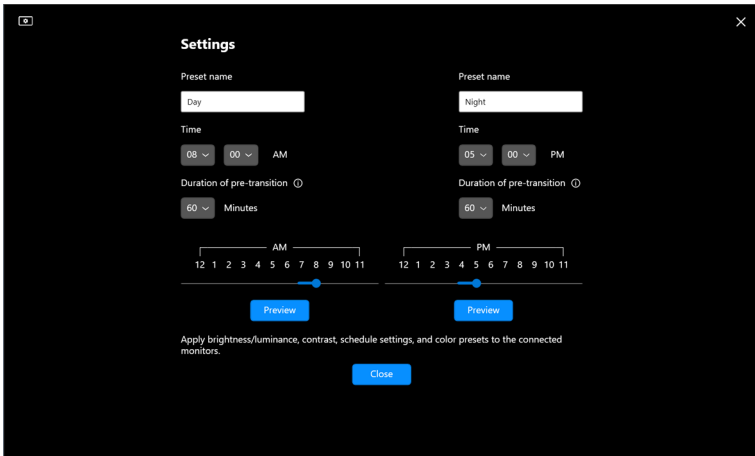 Settings
Preset name
Day
Time
08 00 AM
Duration of pre-transition
60 Minutes
AM
12 1 2 3 4 5 6 7 8 9 10 11
Preview
Preset name
Night
Time
05 00 PM
Duration of pre-transition
60 Minutes
PM
12 1 2 3 4 5 6 7 8 9 10 11
Preview
Apply brightness/luminance, contrast, schedule settings, and color presets to the connected
monitors.
Close